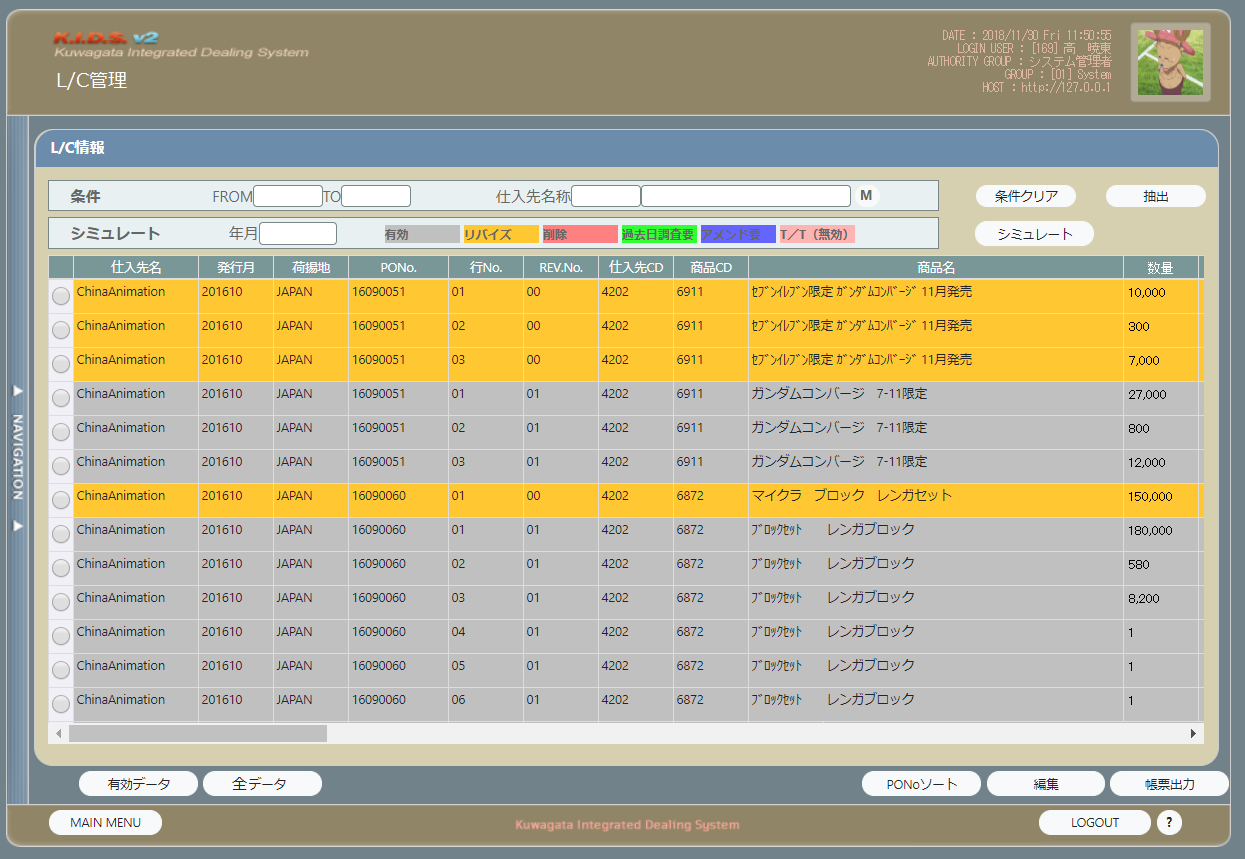 K.I.D.S. v2
Kuwagata Integrated Dealing System
L/C管理
DATE : 2018/11/30 Fri 11:50:55
LOGIN USER : [169] 高　暁東
AUTHORITY GROUP : システム管理者
GROUP : [01] System
HOST : http://127.0.0.1
L/C情報
条件 FROM TO 仕入先名称 M 条件クリア 抽出
シミュレート 年月 有効 リバイズ 削除 過去日調査要 アメンド要 T／T（無効） シミュレート
仕入先名 発行月 荷揚地 PONo. 行No. REV.No. 仕入先CD 商品CD 商品名 数量
ChinaAnimation 201610 JAPAN 16090051 01 00 4202 6911 ｾﾌﾞﾝｲﾚﾌﾞﾝ限定 ｶﾞﾝﾀﾞﾑｺﾝﾊﾞｰｼﾞ 11月発売 10,000
ChinaAnimation 201610 JAPAN 16090051 02 00 4202 6911 ｾﾌﾞﾝｲﾚﾌﾞﾝ限定 ｶﾞﾝﾀﾞﾑｺﾝﾊﾞｰｼﾞ 11月発売 300
ChinaAnimation 201610 JAPAN 16090051 03 00 4202 6911 ｾﾌﾞﾝｲﾚﾌﾞﾝ限定 ｶﾞﾝﾀﾞﾑｺﾝﾊﾞｰｼﾞ 11月発売 7,000
ChinaAnimation 201610 JAPAN 16090051 01 01 4202 6911 ガンダムコンバージ　7-11限定 27,000
ChinaAnimation 201610 JAPAN 16090051 02 01 4202 6911 ガンダムコンバージ　7-11限定 800
ChinaAnimation 201610 JAPAN 16090051 03 01 4202 6911 ガンダムコンバージ　7-11限定 12,000
ChinaAnimation 201610 JAPAN 16090060 01 00 4202 6872 マイクラ　ブロック　レンガセット 150,000
ChinaAnimation 201610 JAPAN 16090060 01 01 4202 6872 ﾌﾞﾛｯｸｾｯﾄ　　レンガブロック 180,000
ChinaAnimation 201610 JAPAN 16090060 02 01 4202 6872 ﾌﾞﾛｯｸｾｯﾄ　　レンガブロック 580
ChinaAnimation 201610 JAPAN 16090060 03 01 4202 6872 ﾌﾞﾛｯｸｾｯﾄ　　レンガブロック 8,200
ChinaAnimation 201610 JAPAN 16090060 04 01 4202 6872 ﾌﾞﾛｯｸｾｯﾄ　　レンガブロック 1
ChinaAnimation 201610 JAPAN 16090060 05 01 4202 6872 ﾌﾞﾛｯｸｾｯﾄ　　レンガブロック 1
ChinaAnimation 201610 JAPAN 16090060 06 01 4202 6872 ﾌﾞﾛｯｸｾｯﾄ　　レンガブロック 1
NAVIGATION
有効データ 全データ PONoソート 編集 帳票出力
MAIN MENU Kuwagata Integrated Dealing System LOGOUT ?